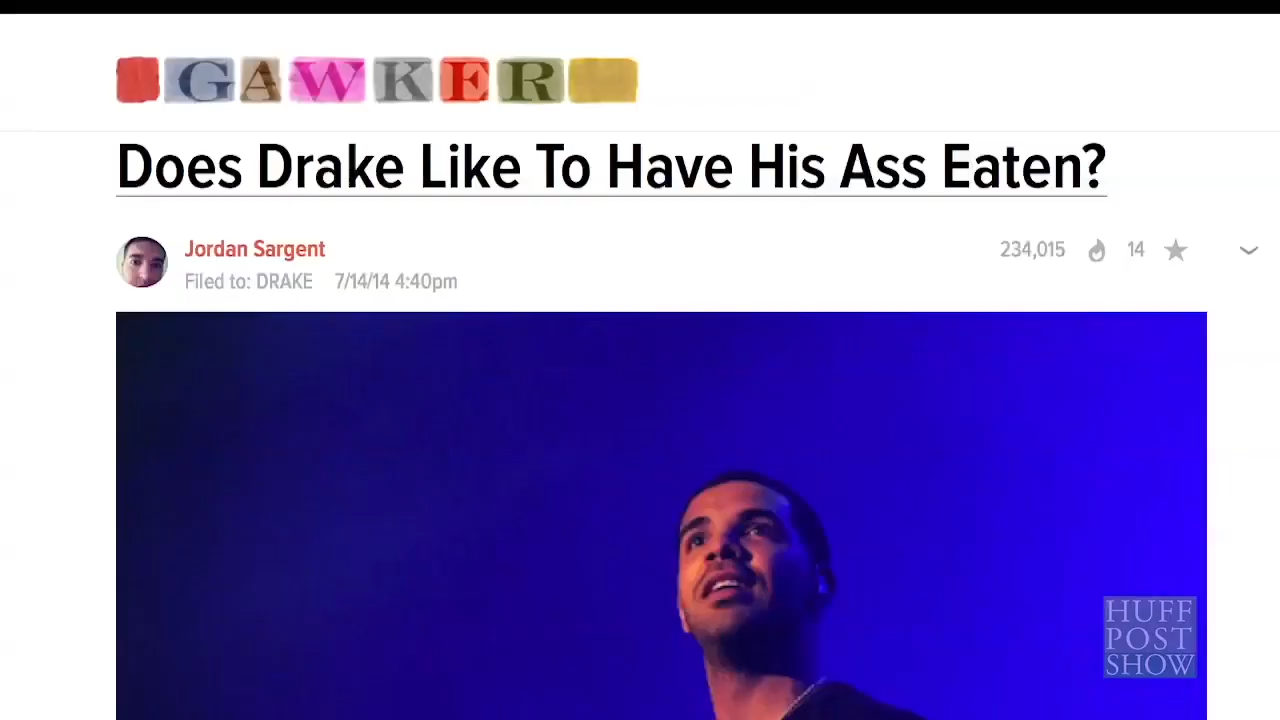 GAWKER
Does Drake Like To Have His Ass Eaten?
Jordan Sargent
234,015 14
Filed to: DRAKE 7/14/14 4:40pm
HUFF
POST
SHOW